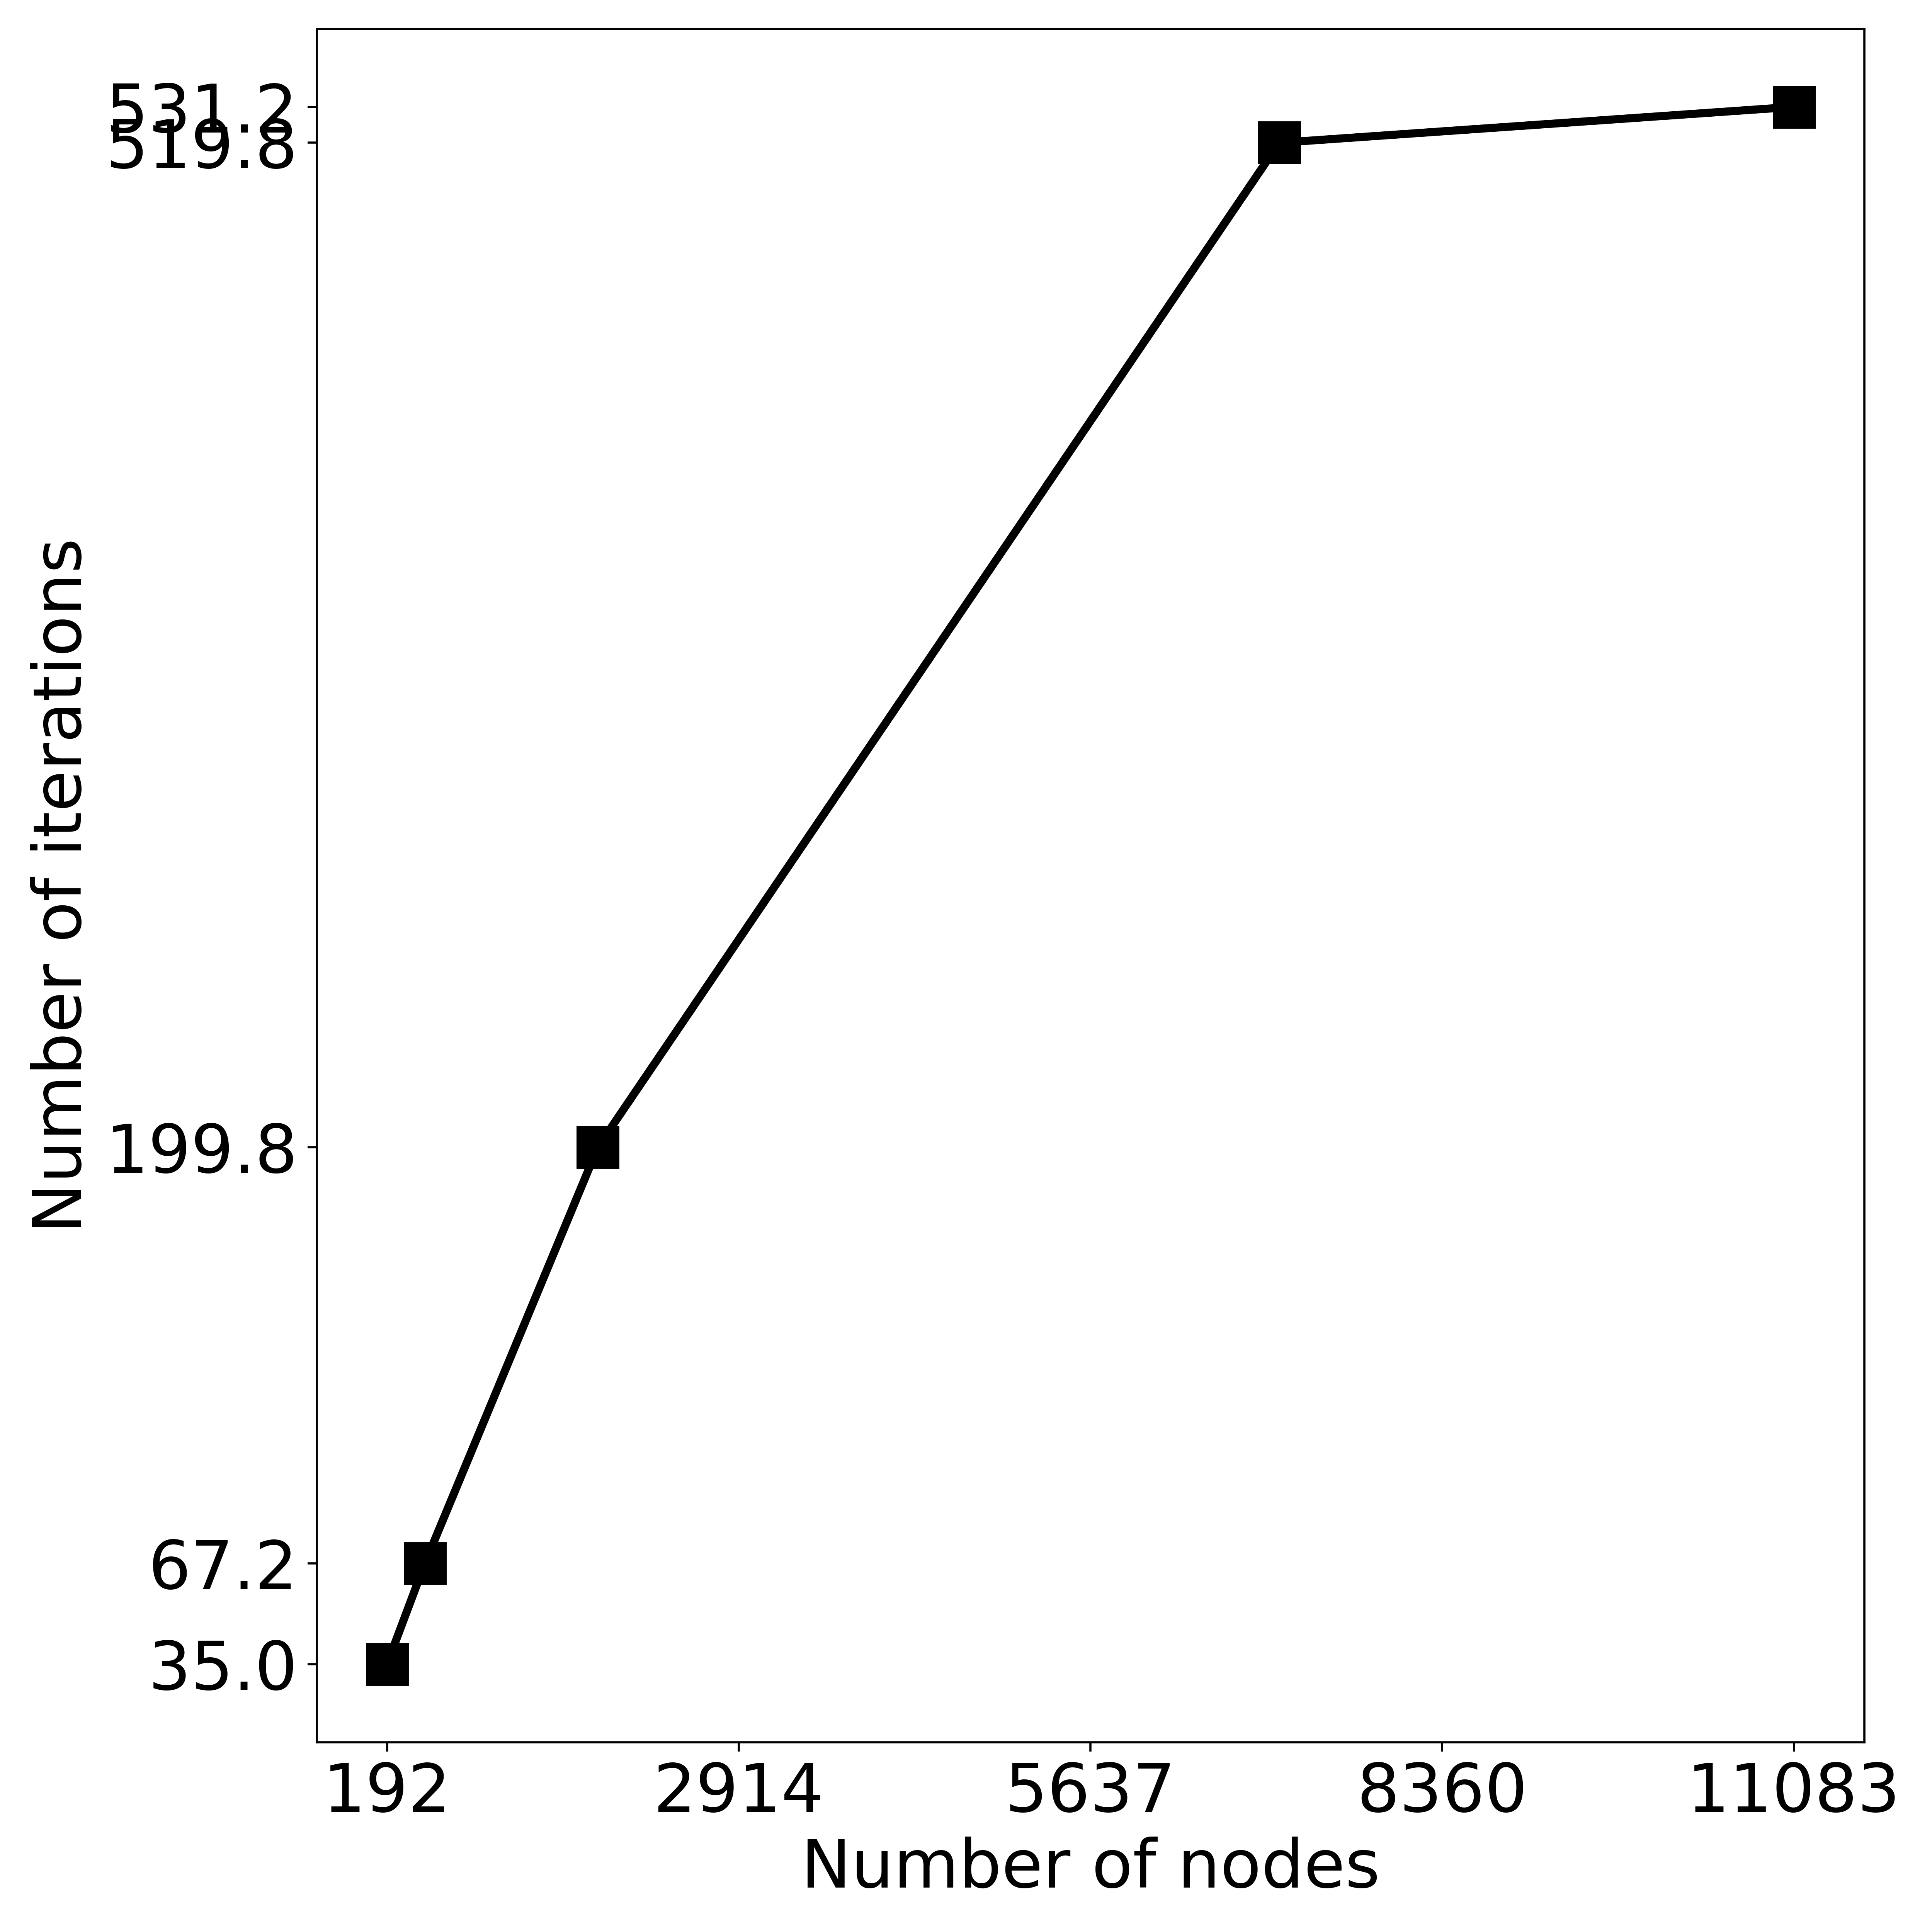 531.2
519.8
199.8
67.2
35.0
192 2914 5637 8360 11083
Number of nodes
Number of iterations